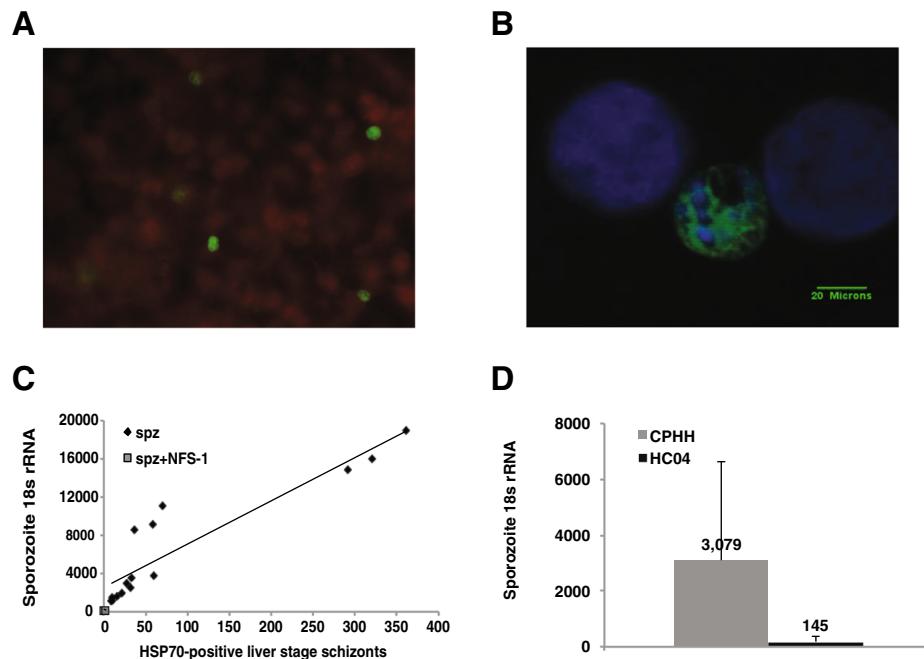 A
B
20 Microns
C
Sporozoite 18s rRNA
20000
16000
12000
8000
4000
0
spz
spz+NFS-1
0 50 100 150 200 250 300 350 400
HSP70-positive liver stage schizonts
D
Sporozoite 18s rRNA
8000
6000
4000
2000
0
CPHH
HC04
3,079
145